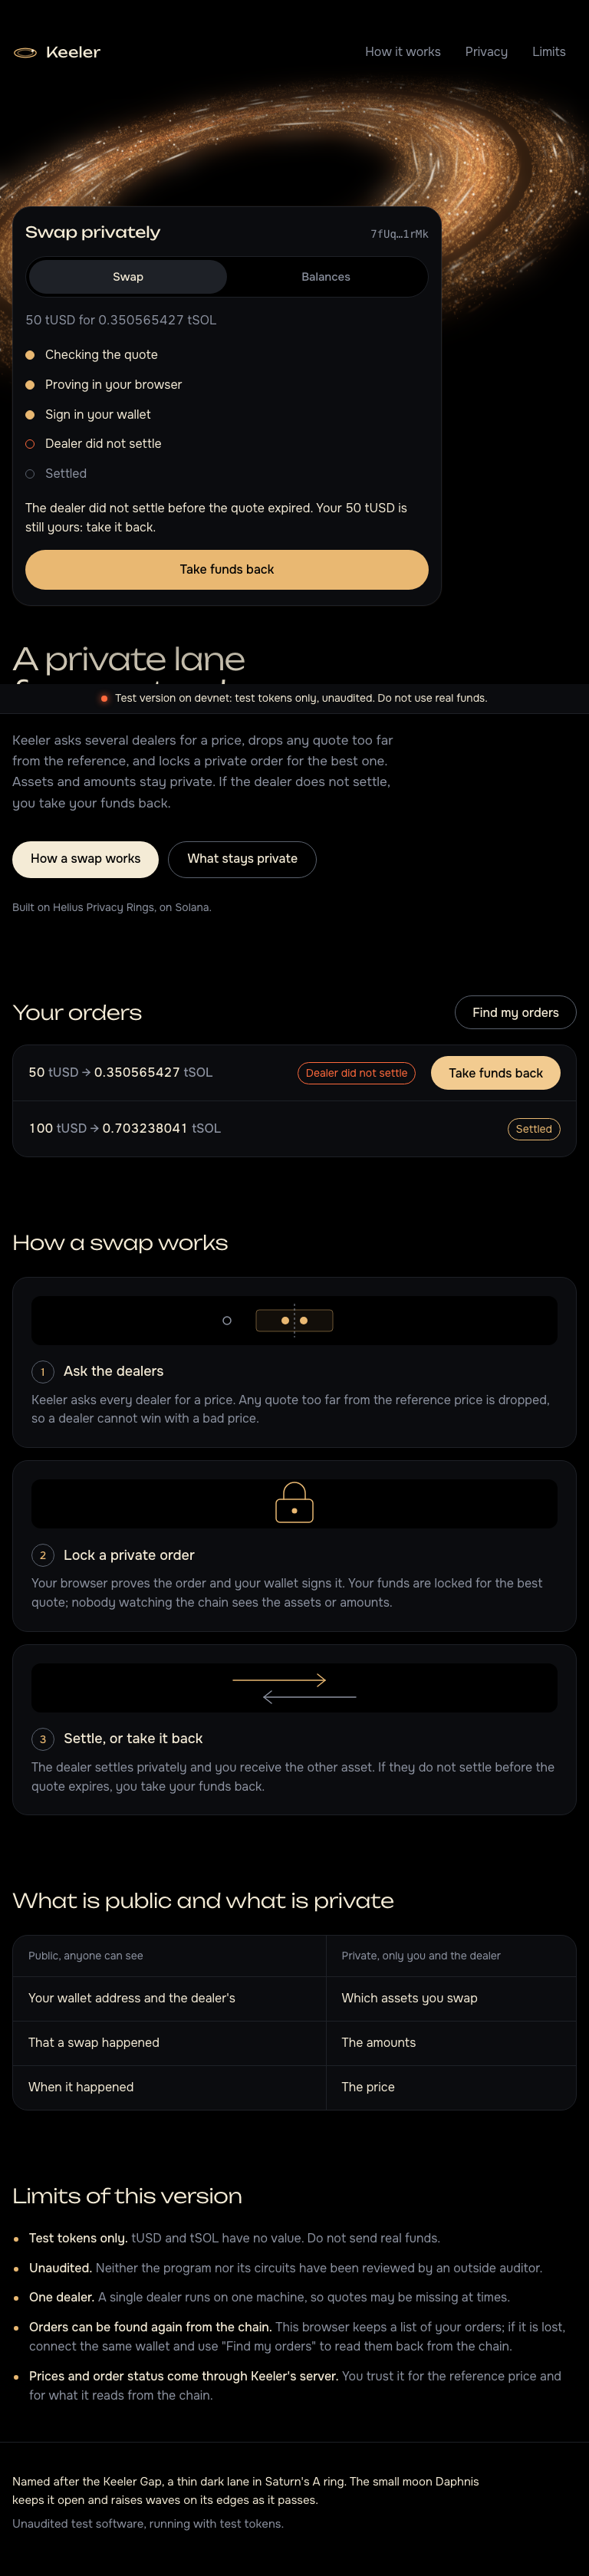 Keeler
How it works
Privacy
Limits
Swap privately
7fUq…1rMk
Swap
Balances
50 tUSD for 0.350565427 tSOL
Checking the quote
Proving in your browser
Sign in your wallet
Dealer did not settle
Settled
The dealer did not settle before the quote expired. Your 50 tUSD is
still yours: take it back.
Take funds back
A private lane
Test version on devnet: test tokens only, unaudited. Do not use real funds.
Keeler asks several dealers for a price, drops any quote too far
from the reference, and locks a private order for the best one.
Assets and amounts stay private. If the dealer does not settle,
you take your funds back.
How a swap works
What stays private
Built on Helius Privacy Rings, on Solana.
Your orders
Find my orders
50 tUSD → 0.350565427 tSOL
Dealer did not settle
Take funds back
100 tUSD → 0.703238041 tSOL
Settled
How a swap works
1 Ask the dealers
Keeler asks every dealer for a price. Any quote too far from the reference price is dropped,
so a dealer cannot win with a bad price.
2 Lock a private order
Your browser proves the order and your wallet signs it. Your funds are locked for the best
quote; nobody watching the chain sees the assets or amounts.
3 Settle, or take it back
The dealer settles privately and you receive the other asset. If they do not settle before the
quote expires, you take your funds back.
What is public and what is private
Public, anyone can see
Private, only you and the dealer
Your wallet address and the dealer's
Which assets you swap
That a swap happened
The amounts
When it happened
The price
Limits of this version
Test tokens only. tUSD and tSOL have no value. Do not send real funds.
Unaudited. Neither the program nor its circuits have been reviewed by an outside auditor.
One dealer. A single dealer runs on one machine, so quotes may be missing at times.
Orders can be found again from the chain. This browser keeps a list of your orders; if it is lost,
connect the same wallet and use "Find my orders" to read them back from the chain.
Prices and order status come through Keeler's server. You trust it for the reference price and
for what it reads from the chain.
Named after the Keeler Gap, a thin dark lane in Saturn's A ring. The small moon Daphnis
keeps it open and raises waves on its edges as it passes.
Unaudited test software, running with test tokens.